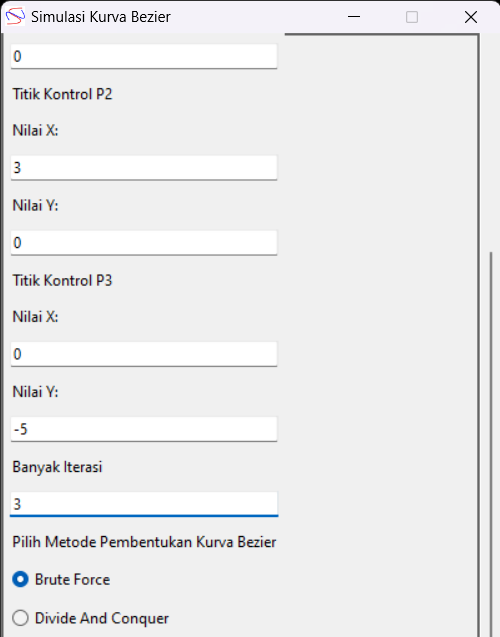 Simulasi Kurva Bezier
0
Titik Kontrol P2
Nilai X:
3
Nilai Y:
0
Titik Kontrol P3
Nilai X:
0
Nilai Y:
-5
Banyak Iterasi
3
Pilih Metode Pembentukan Kurva Bezier
Brute Force
Divide And Conquer